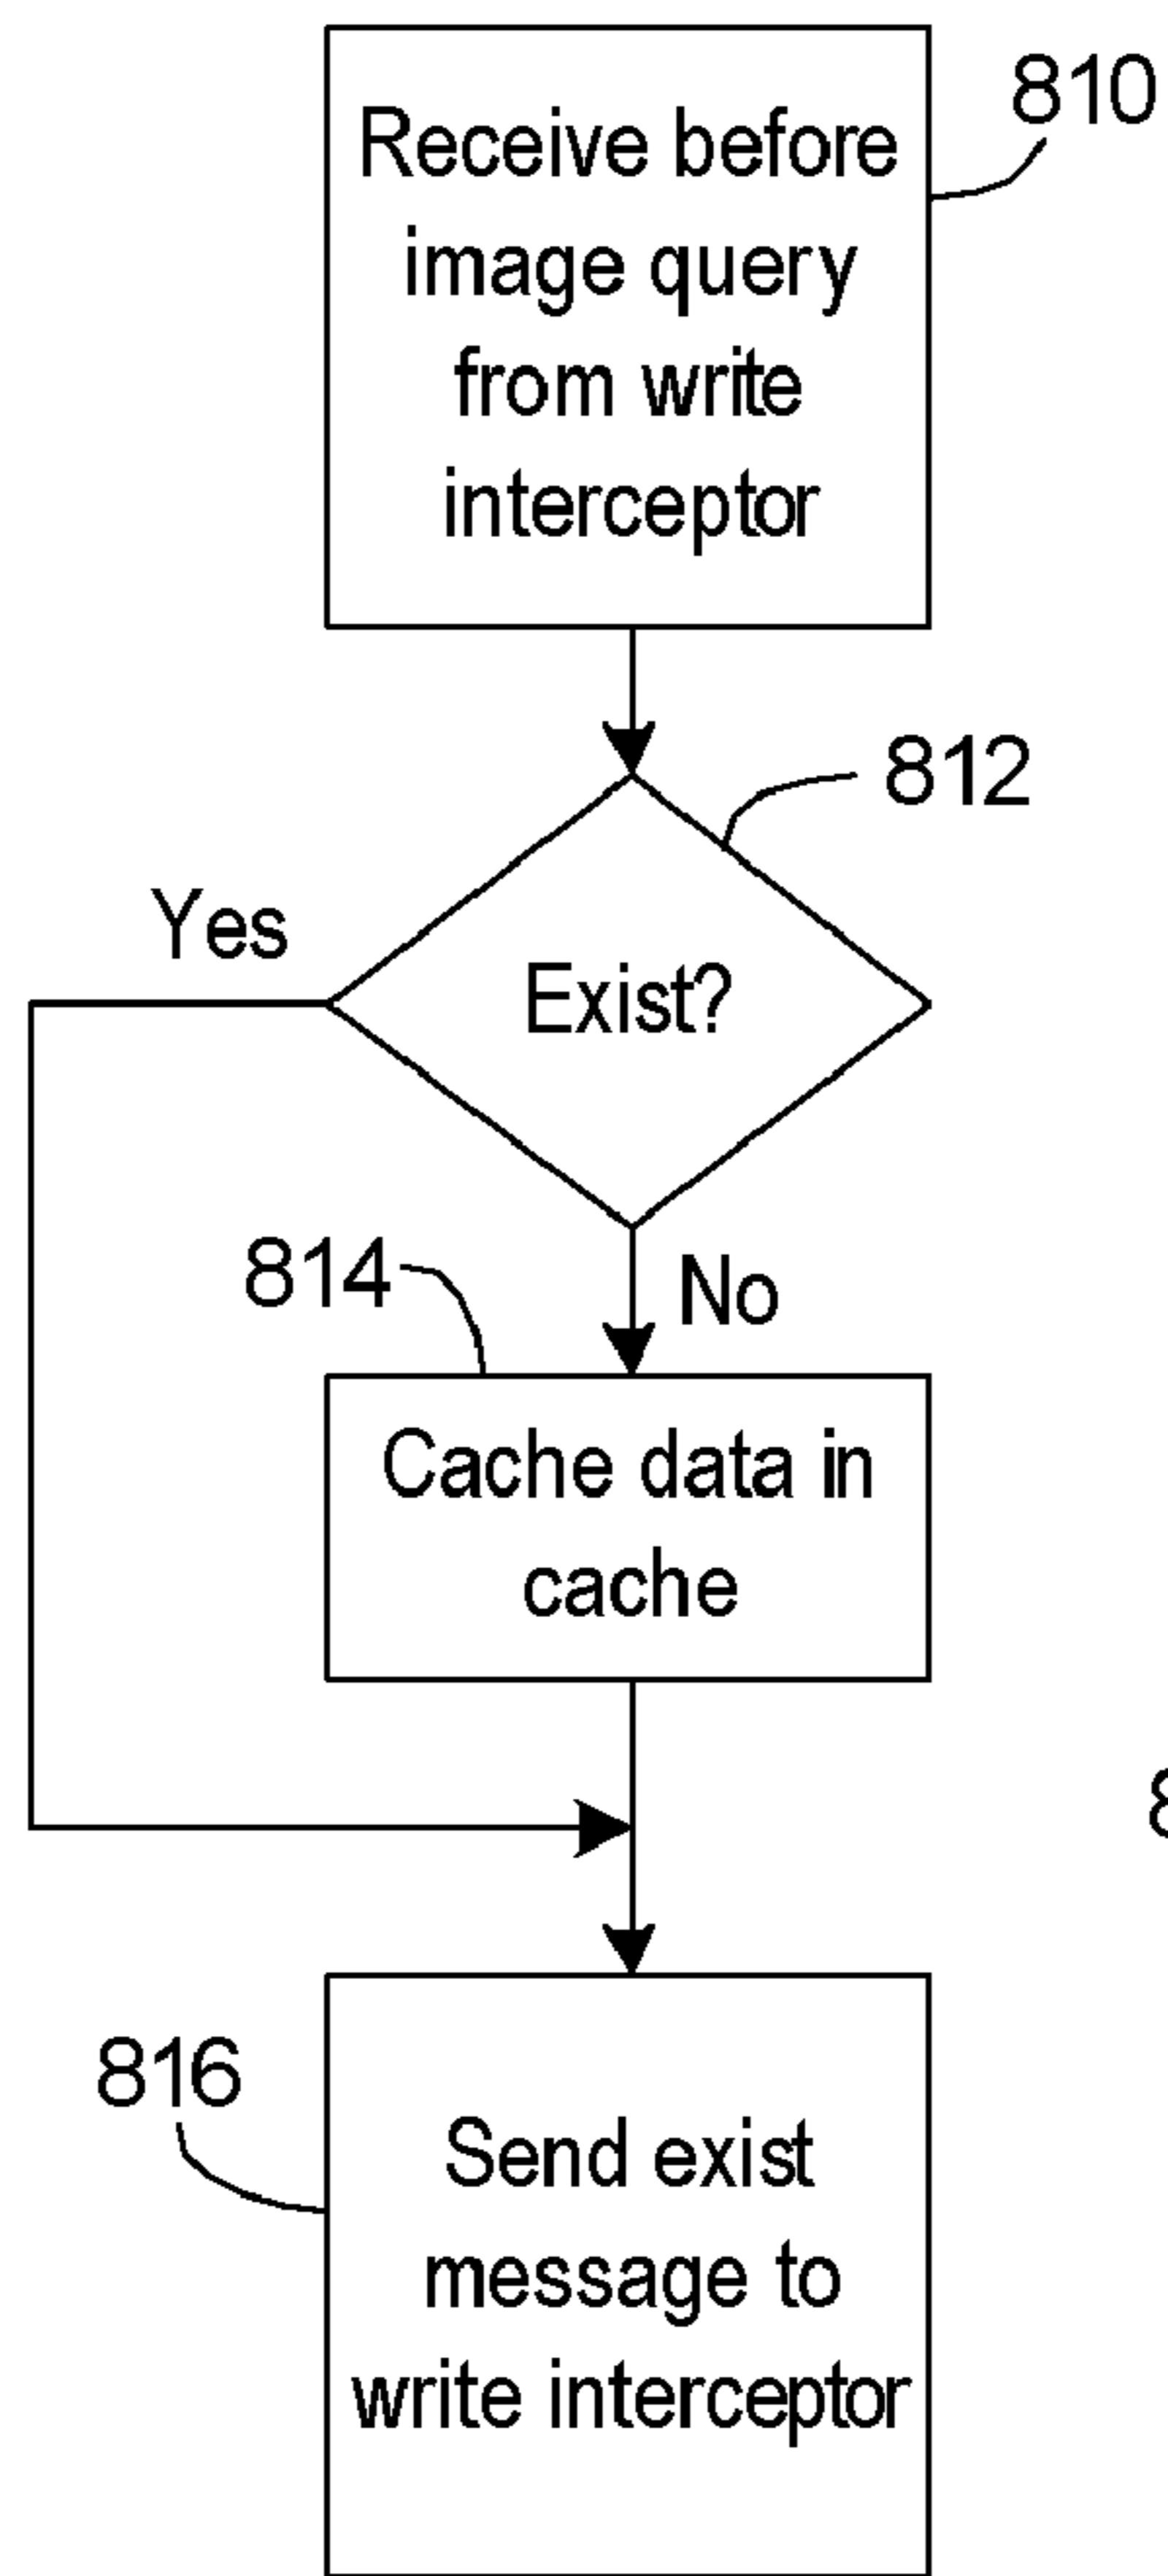 Receive before
image query
from write
interceptor
810
812
Yes
Exist?
814
No
Cache data in
cache
816
Send exist
message to
write interceptor